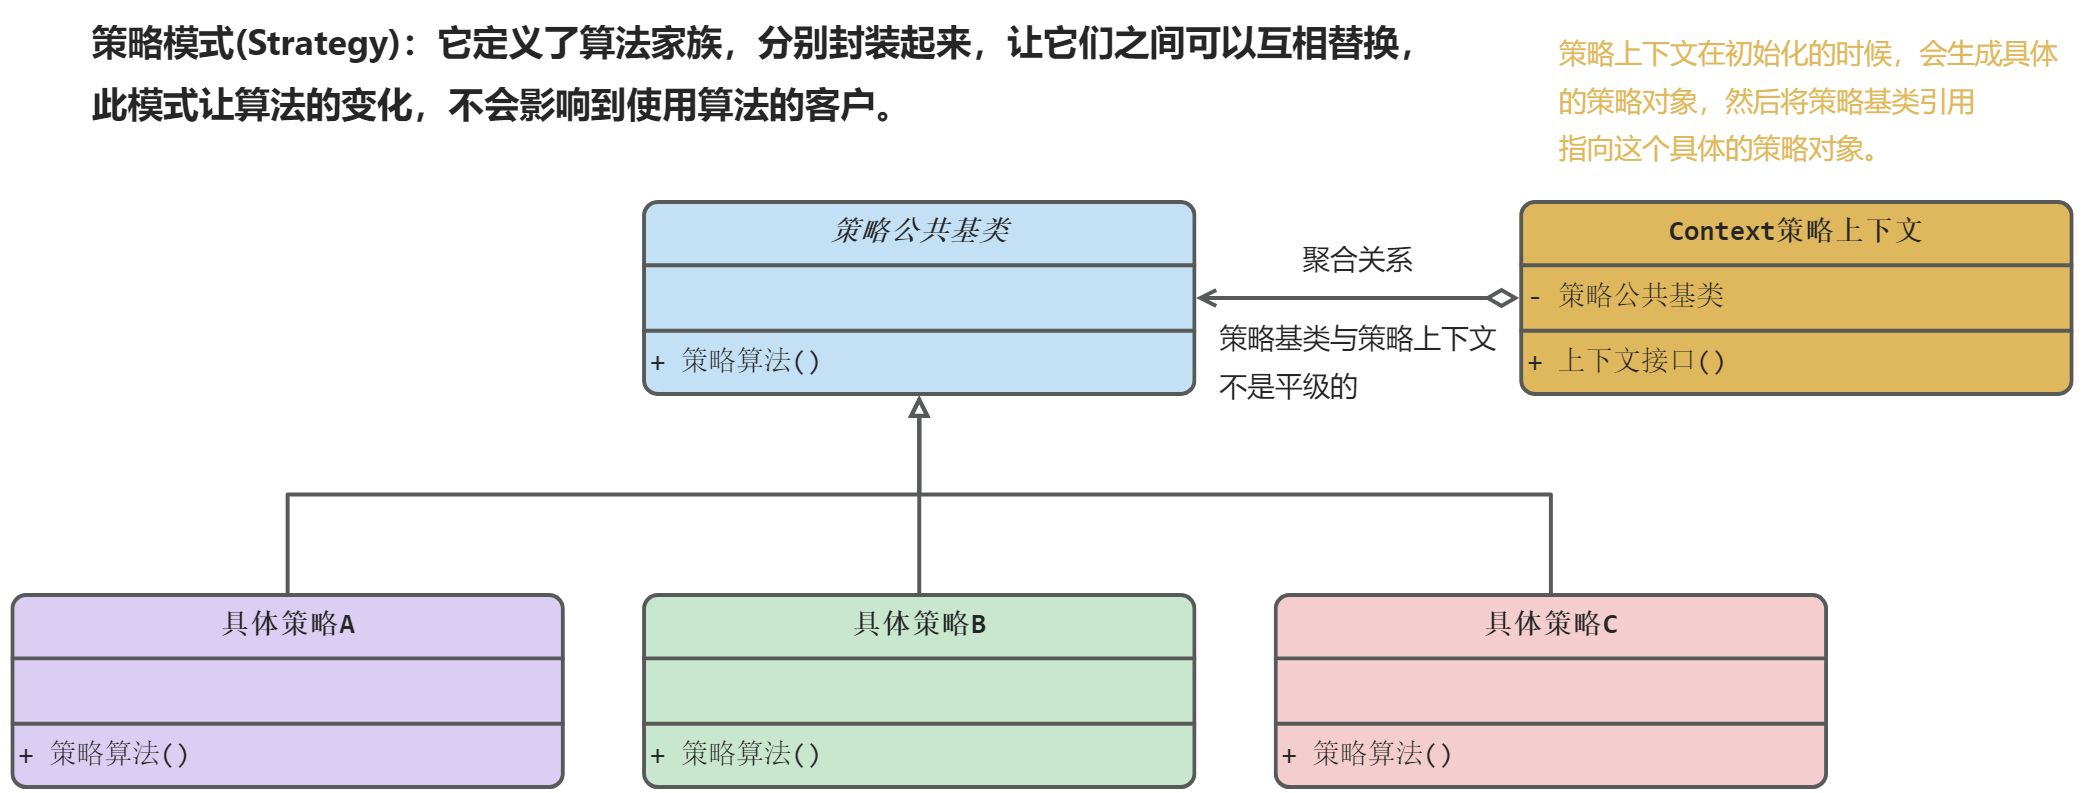 策略模式(Strategy)：它定义了算法家族，分别封装起来，让它们之间可以互相替换，
此模式让算法的变化，不会影响到使用算法的客户。
策略上下文在初始化的时候，会生成具体
的策略对象，然后将策略基类引用
指向这个具体的策略对象。
策略公共基类
+ 策略算法()
聚合关系
策略基类与策略上下文
不是平级的
Context策略上下文
- 策略公共基类
+ 上下文接口()
具体策略A
+ 策略算法()
具体策略B
+ 策略算法()
具体策略C
+ 策略算法()